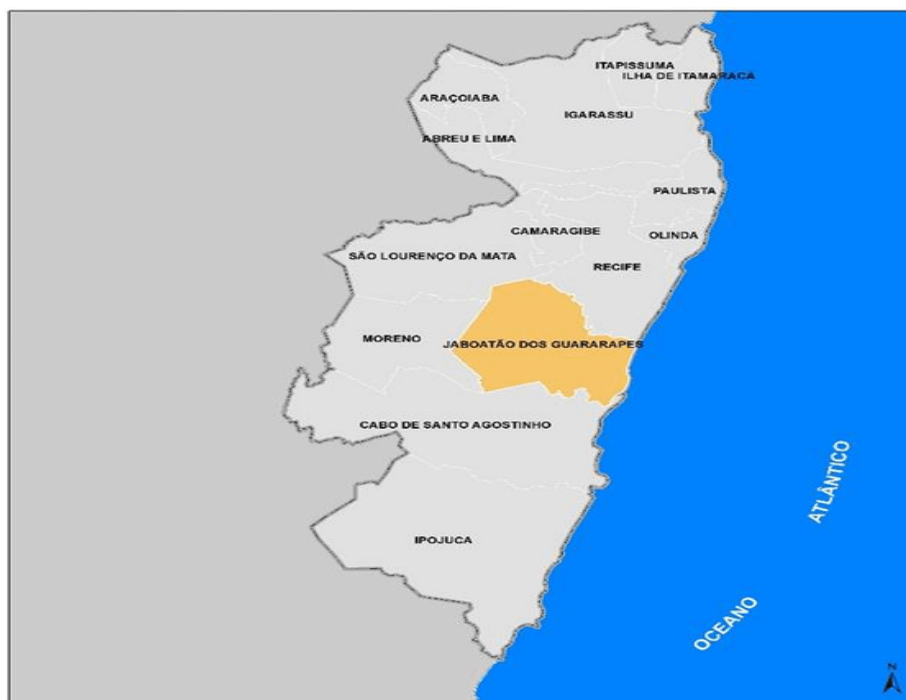 ITAPISSUMA
ILHA DE ITAMARACÁ
ARAÇOIABA
IGARASSU
ABREU E LIMA
PAULISTA
CAMARAGIBE
OLINDA
SÃO LOURENÇO DA MATA
RECIFE
MORENO
JABOATÃO DOS GUARARAPES
CABO DE SANTO AGOSTINHO
IPOJUCA
OCEANO ATLÂNTICO
N